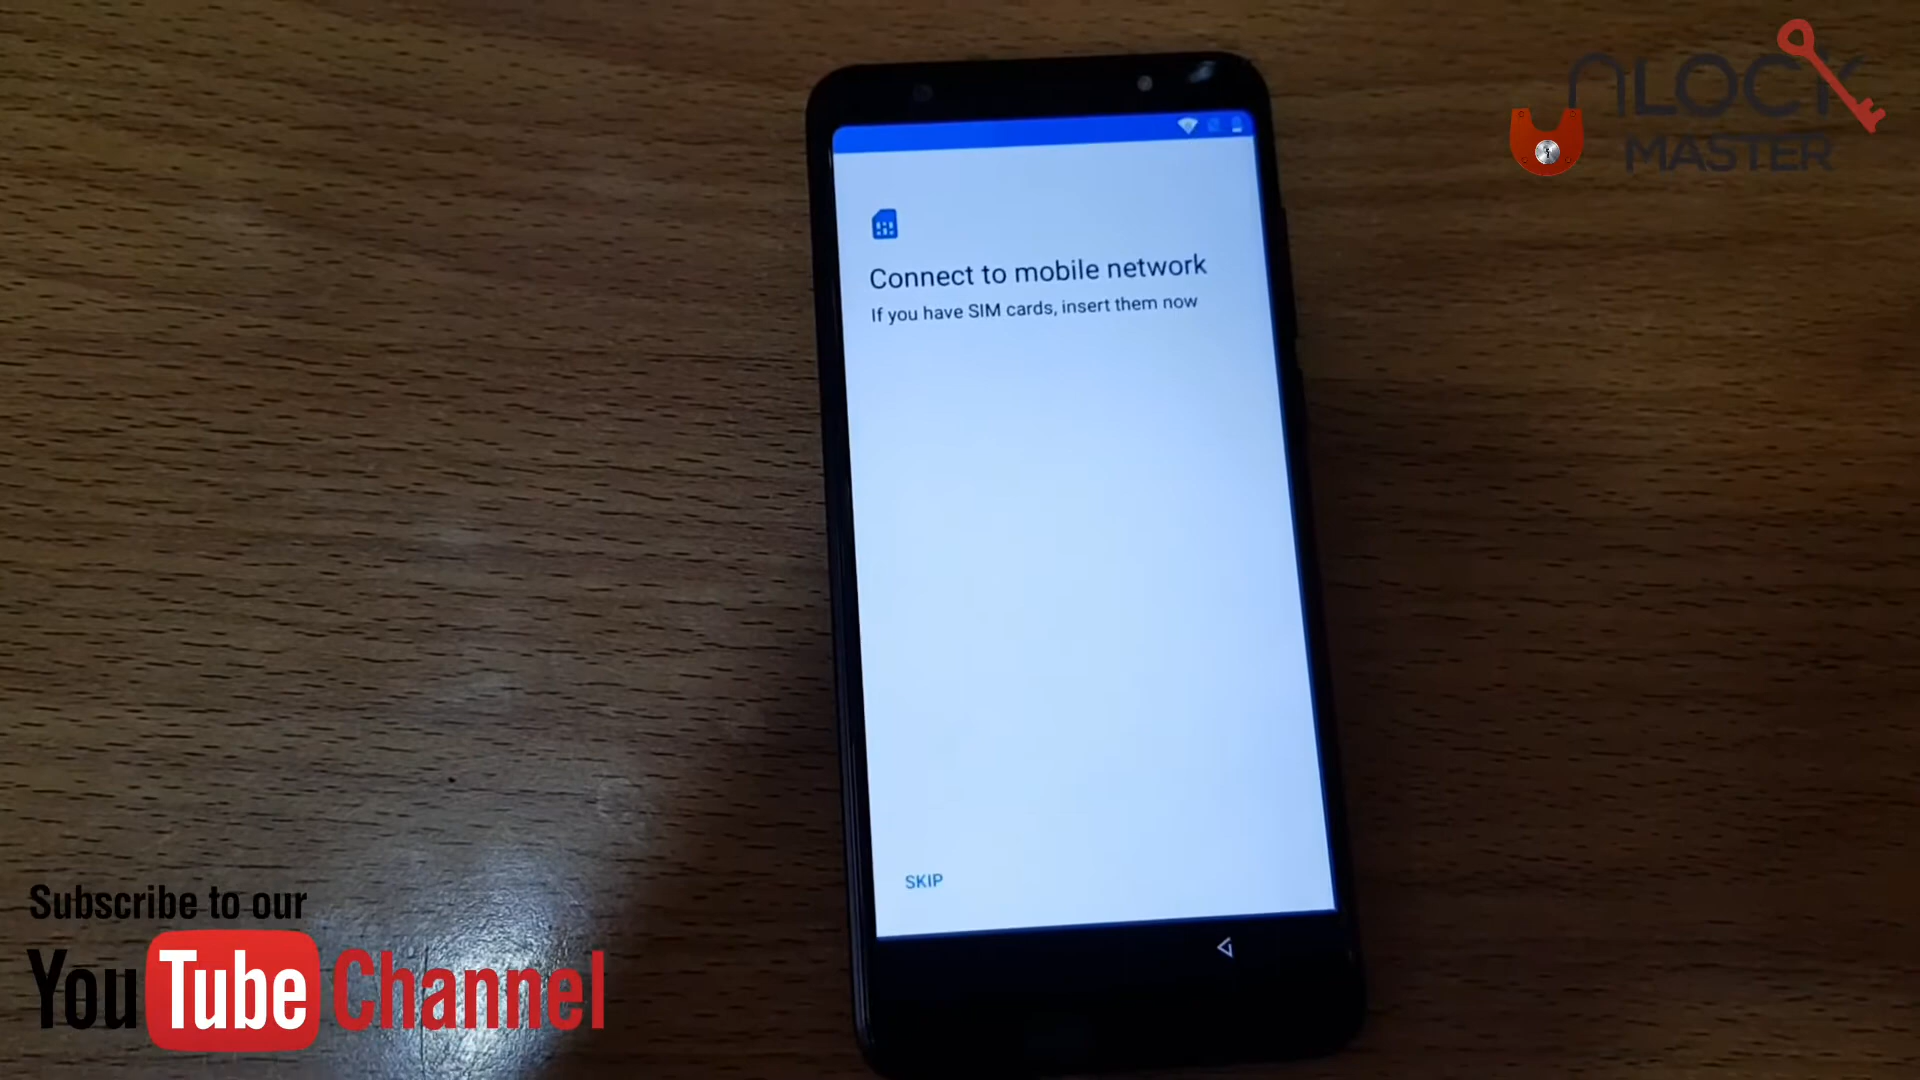 UNLOCK
MASTER
Connect to mobile network
If you have SIM cards, insert them now
SKIP
Subscribe to our
YouTube Channel